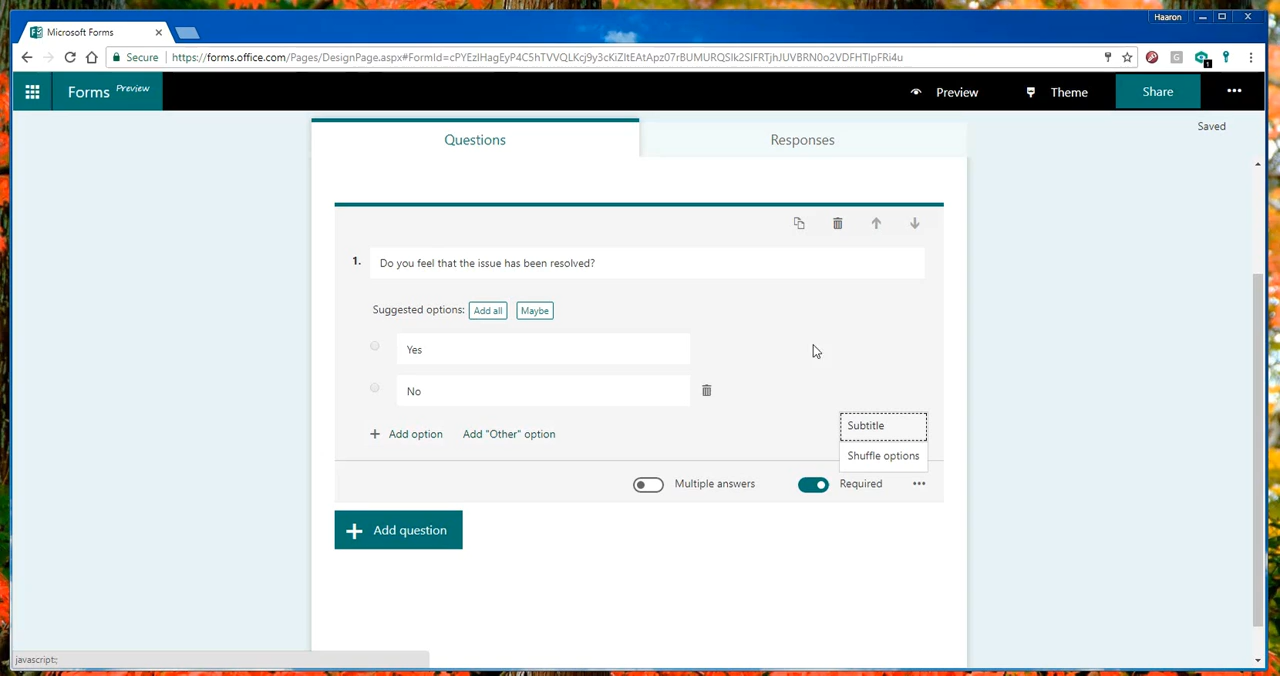 Haaron
Microsoft Forms
Secure https://forms.office.com/Pages/DesignPage.aspx#FormId=
1
Forms Preview Preview Theme Share
Saved
Questions Responses
1. Do you feel that the issue has been resolved?
Suggested options: Add all Maybe
Yes
No
Subtitle
Add option Add "Other" option
Shuffle options
Multiple answers Required
Add question
javascript:;